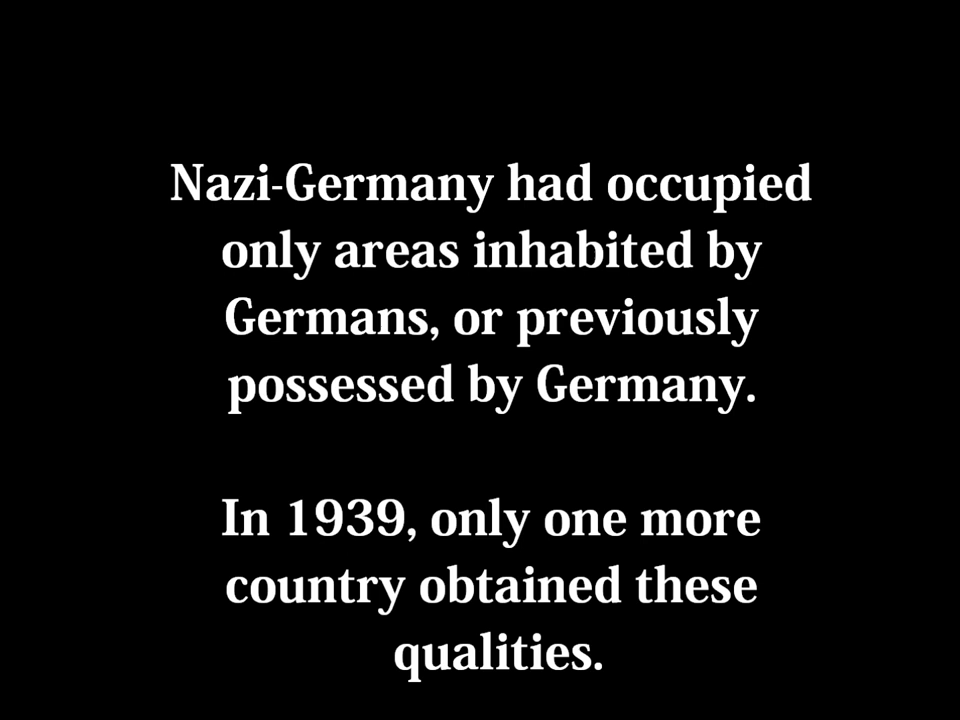 Nazi-Germany had occupied
only areas inhabited by
Germans, or previously
possessed by Germany.
In 1939, only one more
country obtained these
qualities.